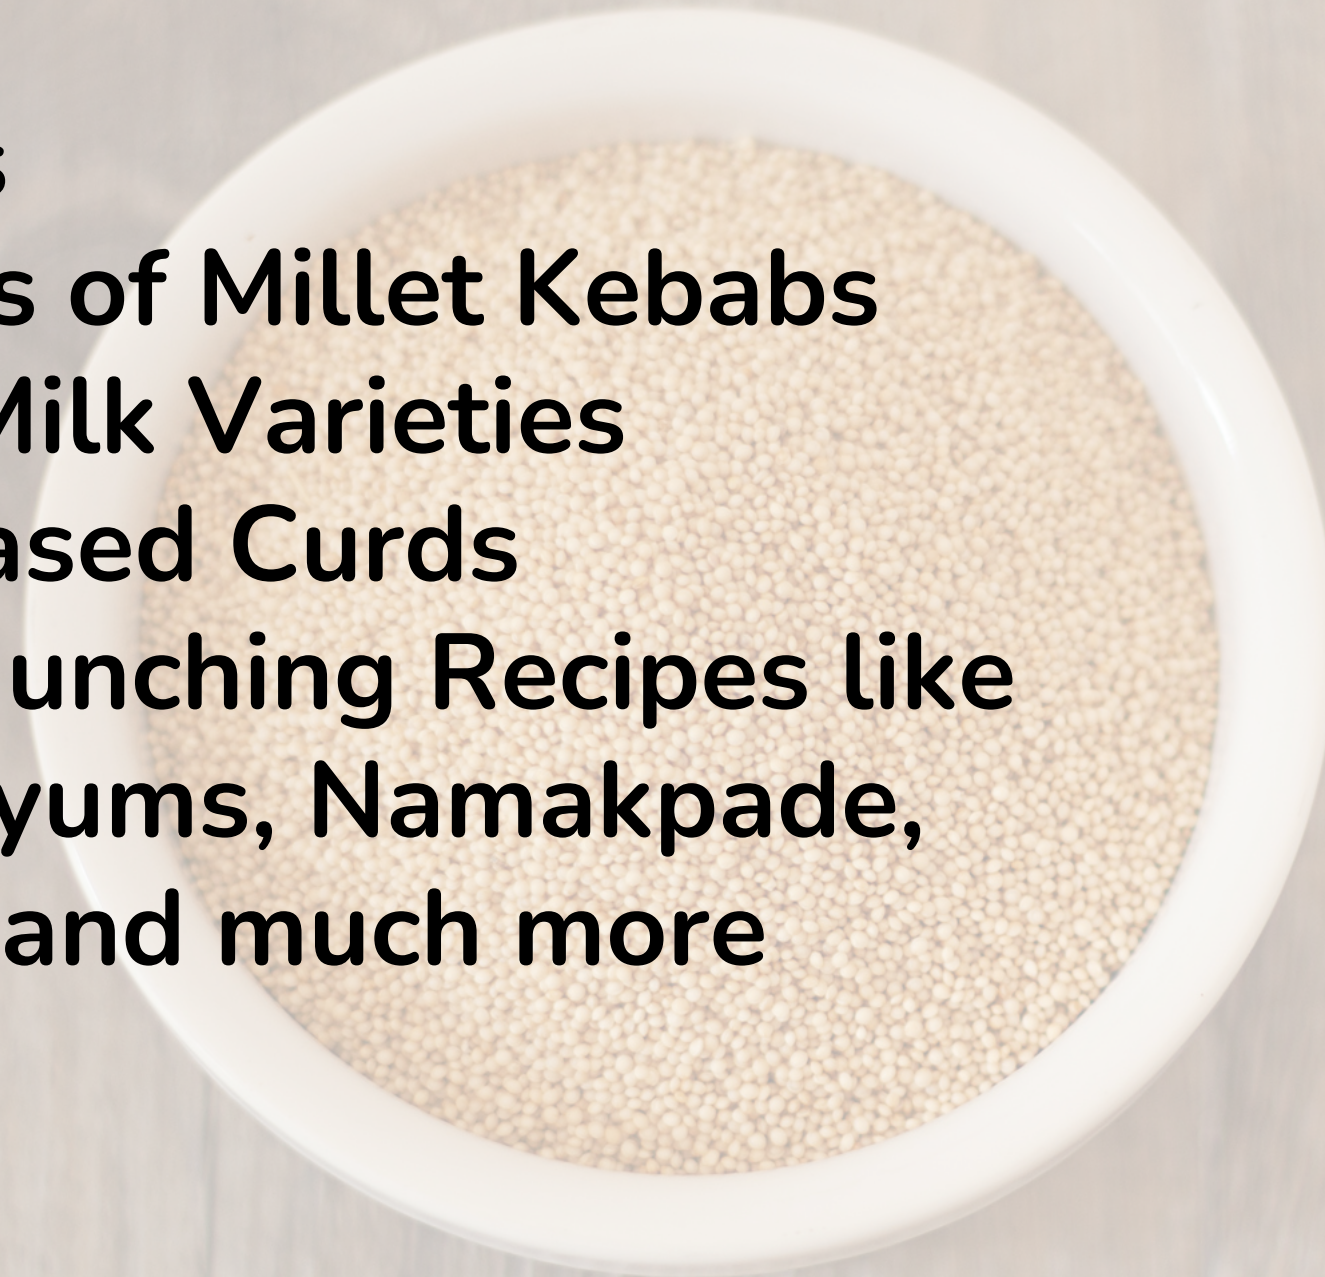 s
s of Millet Kebabs
Milk Varieties
ased Curds
unching Recipes like
yums, Namakpade,
and much more